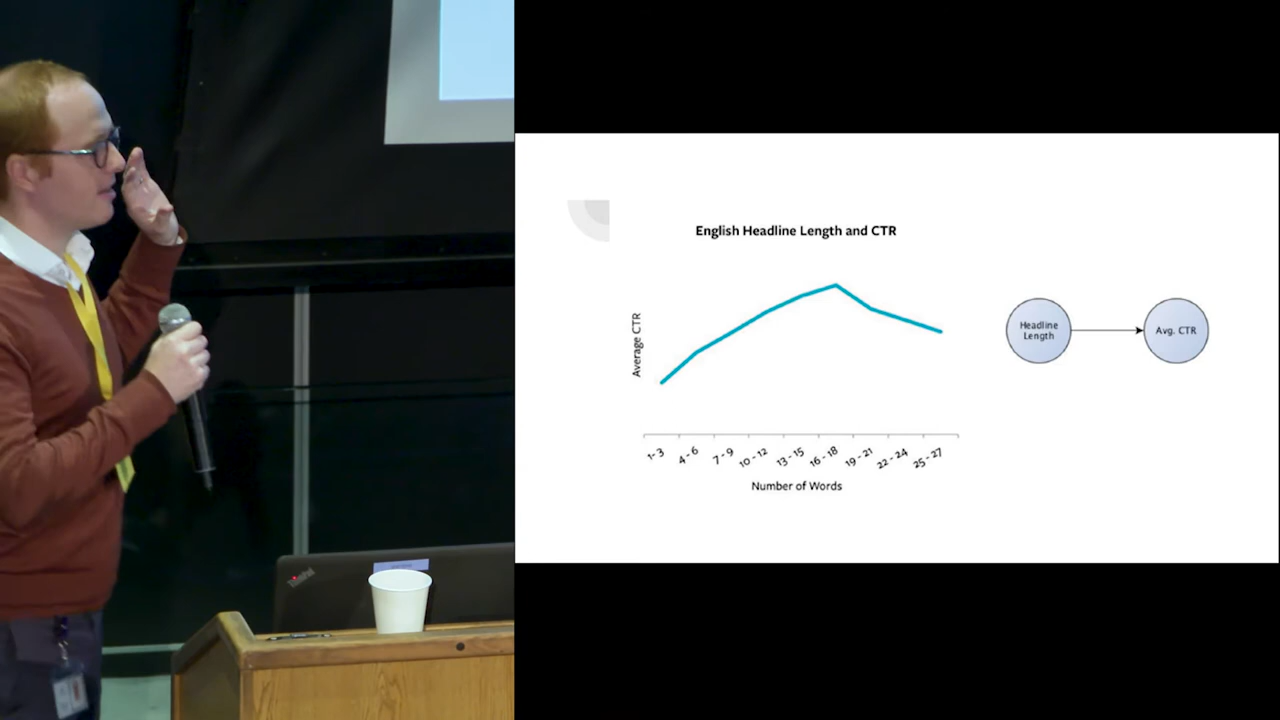 English Headline Length and CTR
Average CTR
1 - 3
4 - 6
7 - 9
10 - 12
13 - 15
16 - 18
19 - 21
22 - 24
25 - 27
Number of Words
Headline
Length
Avg. CTR
ThinkPad